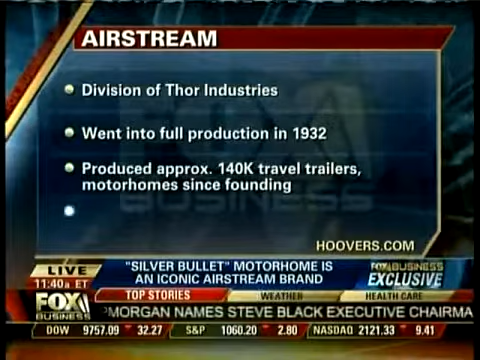 AIRSTREAM
Division of Thor Industries
Went into full production in 1932
Produced approx. 140K travel trailers,
motorhomes since founding
HOOVERS.COM
LIVE
11:40a ET
"SILVER BULLET" MOTORHOME IS
AN ICONIC AIRSTREAM BRAND
FOX BUSINESS
EXCLUSIVE
FOX
BUSINESS
TOP STORIES WEATHER HEALTH CARE
PMORGAN NAMES STEVE BLACK EXECUTIVE CHAIRMA
DOW 9757.09 32.27 S&P 1060.20 2.80 NASDAQ 2121.33 9.41